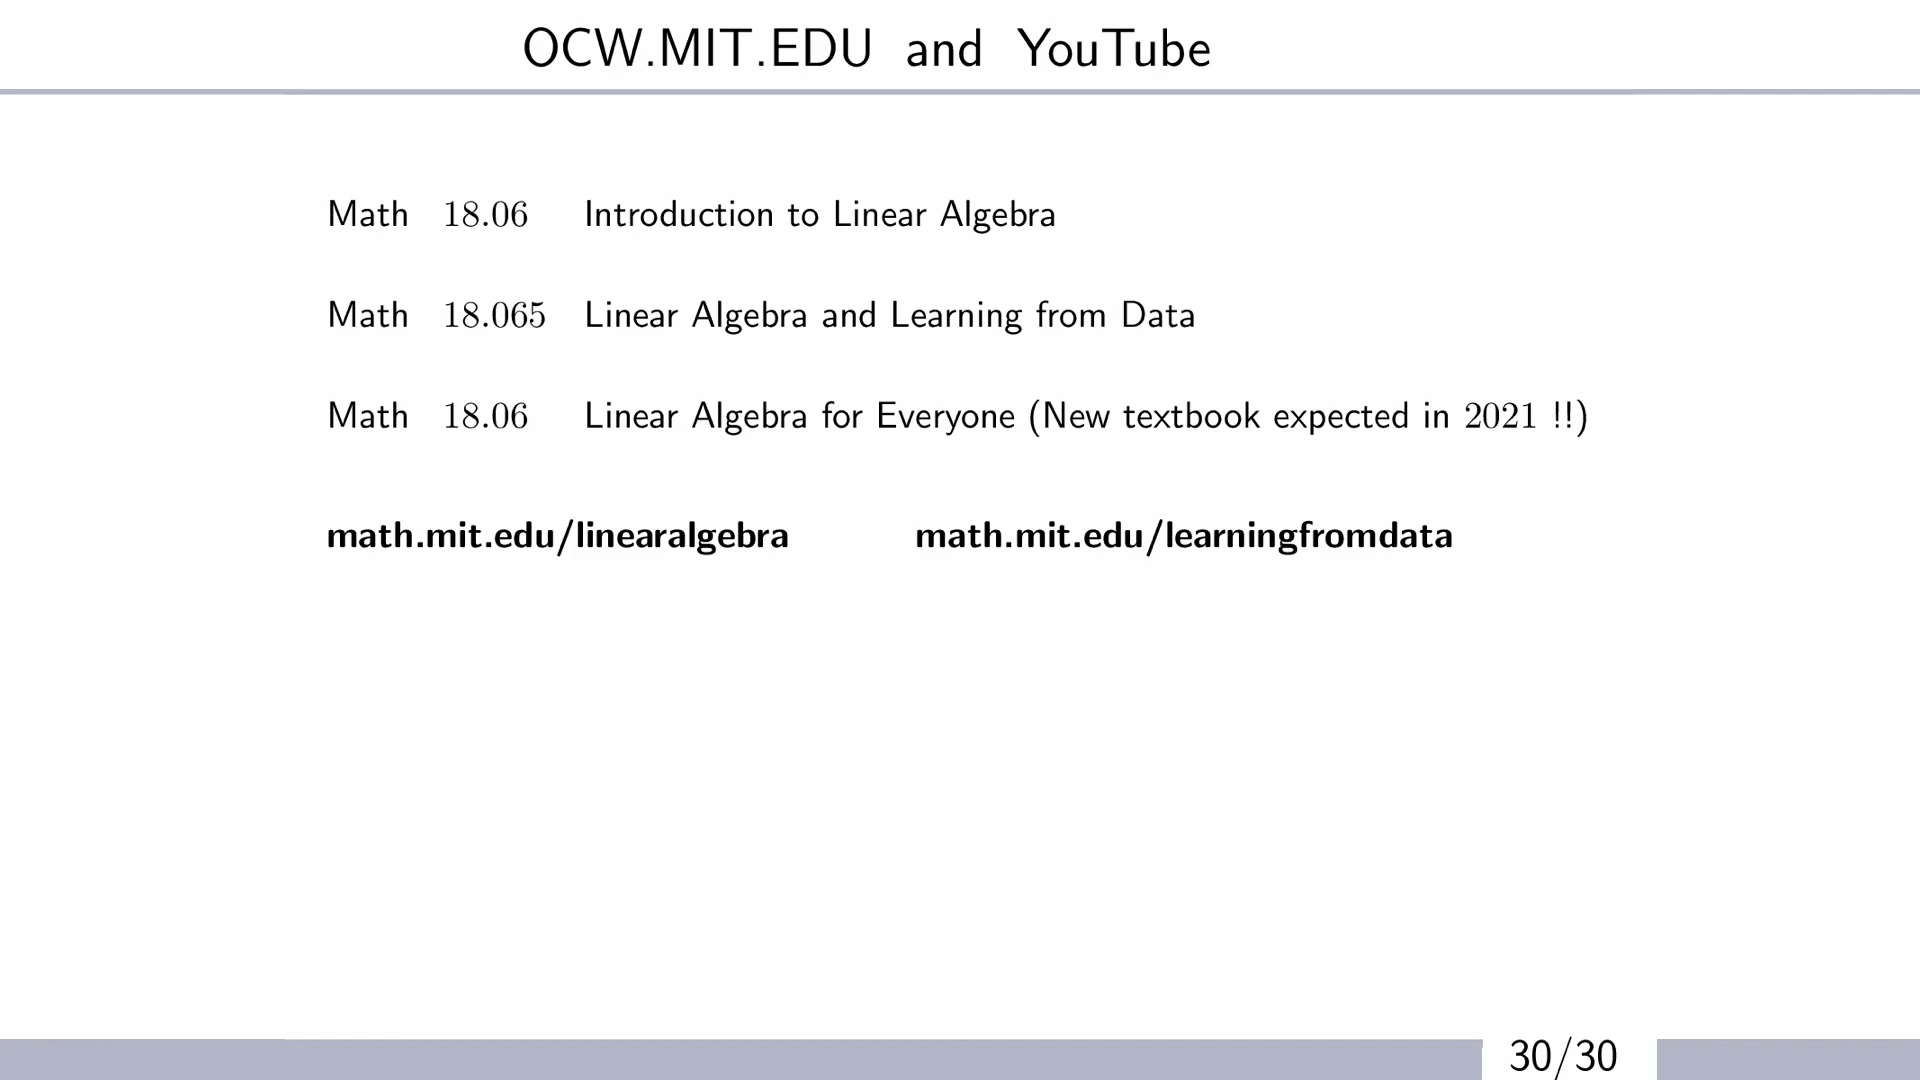 OCW.MIT.EDU and YouTube
Math 18.06 Introduction to Linear Algebra
Math 18.065 Linear Algebra and Learning from Data
Math 18.06 Linear Algebra for Everyone (New textbook expected in 2021 !!)
math.mit.edu/linearalgebra math.mit.edu/learningfromdata
30/30